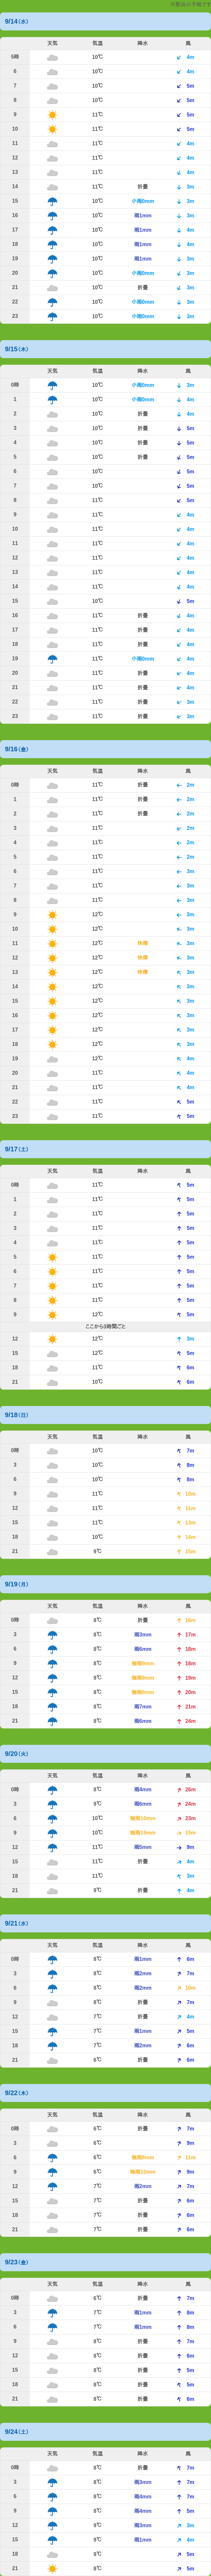 ※散歩の予報です
9/14(水)
天気 気温 降水 風
5時 10℃ 4m
6 10℃ 4m
7 10℃ 5m
8 10℃ 5m
9 11℃ 5m
10 11℃ 5m
11 11℃ 4m
12 11℃ 4m
13 11℃ 4m
14 11℃ 折畳 3m
15 10℃ 小雨0mm 3m
16 10℃ 雨1mm 3m
17 10℃ 雨1mm 4m
18 10℃ 雨1mm 4m
19 10℃ 雨1mm 3m
20 10℃ 小雨0mm 3m
21 10℃ 折畳 3m
22 10℃ 小雨0mm 3m
23 10℃ 小雨0mm 3m
9/15(木)
天気 気温 降水 風
0時 10℃ 小雨0mm 3m
1 10℃ 小雨0mm 4m
2 10℃ 折畳 4m
3 10℃ 折畳 5m
4 10℃ 折畳 5m
5 10℃ 折畳 5m
6 10℃ 5m
7 10℃ 5m
8 11℃ 5m
9 11℃ 4m
10 11℃ 4m
11 11℃ 4m
12 11℃ 4m
13 11℃ 4m
14 11℃ 4m
15 10℃ 5m
16 11℃ 折畳 4m
17 11℃ 折畳 4m
18 11℃ 折畳 4m
19 11℃ 小雨0mm 4m
20 11℃ 折畳 4m
21 11℃ 折畳 4m
22 11℃ 折畳 3m
23 11℃ 折畳 3m
9/16(金)
天気 気温 降水 風
0時 11℃ 折畳 2m
1 11℃ 折畳 2m
2 11℃ 折畳 2m
3 11℃ 2m
4 11℃ 2m
5 11℃ 2m
6 11℃ 3m
7 11℃ 3m
8 11℃ 3m
9 12℃ 3m
10 12℃ 3m
11 12℃ 快傘 3m
12 12℃ 快傘 3m
13 12℃ 快傘 3m
14 12℃ 3m
15 12℃ 3m
16 12℃ 3m
17 12℃ 3m
18 12℃ 3m
19 12℃ 4m
20 11℃ 4m
21 11℃ 4m
22 11℃ 5m
23 11℃ 5m
9/17(土)
天気 気温 降水 風
0時 11℃ 5m
1 11℃ 5m
2 11℃ 5m
3 11℃ 5m
4 11℃ 5m
5 11℃ 5m
6 11℃ 5m
7 11℃ 5m
8 11℃ 5m
9 12℃ 5m
ここから3時間ごと
12 12℃ 3m
15 12℃ 5m
18 11℃ 6m
21 10℃ 6m
9/18(日)
天気 気温 降水 風
0時 10℃ 7m
3 10℃ 8m
6 10℃ 8m
9 11℃ 10m
12 11℃ 11m
15 11℃ 13m
18 10℃ 14m
21 9℃ 15m
9/19(月)
天気 気温 降水 風
0時 8℃ 折畳 16m
3 8℃ 雨3mm 17m
6 8℃ 雨6mm 18m
9 8℃ 強雨8mm 18m
12 8℃ 強雨9mm 19m
15 8℃ 強雨8mm 20m
18 8℃ 雨7mm 21m
21 8℃ 雨6mm 24m
9/20(火)
天気 気温 降水 風
0時 8℃ 雨4mm 26m
3 9℃ 雨6mm 24m
6 10℃ 強雨10mm 23m
9 10℃ 強雨16mm 15m
12 11℃ 雨5mm 9m
15 11℃ 折畳 4m
18 11℃ 3m
21 9℃ 折畳 4m
9/21(水)
天気 気温 降水 風
0時 8℃ 雨1mm 6m
3 8℃ 雨2mm 7m
6 8℃ 雨2mm 10m
9 8℃ 折畳 7m
12 7℃ 折畳 4m
15 7℃ 雨1mm 5m
18 7℃ 雨2mm 6m
21 6℃ 折畳 6m
9/22(木)
天気 気温 降水 風
0時 6℃ 折畳 7m
3 6℃ 9m
6 6℃ 強雨8mm 11m
9 6℃ 強雨10mm 9m
12 7℃ 雨2mm 7m
15 7℃ 折畳 6m
18 7℃ 折畳 6m
21 7℃ 折畳 6m
9/23(金)
天気 気温 降水 風
0時 6℃ 折畳 7m
3 7℃ 雨1mm 8m
6 7℃ 雨1mm 8m
9 8℃ 折畳 7m
12 8℃ 折畳 6m
15 8℃ 折畳 5m
18 8℃ 折畳 5m
21 8℃ 折畳 6m
9/24(土)
天気 気温 降水 風
0時 8℃ 折畳 7m
3 8℃ 雨3mm 7m
6 8℃ 雨4mm 7m
9 8℃ 雨4mm 5m
12 9℃ 雨3mm 3m
15 9℃ 雨1mm 4m
18 9℃ 5m
21 8℃ 5m